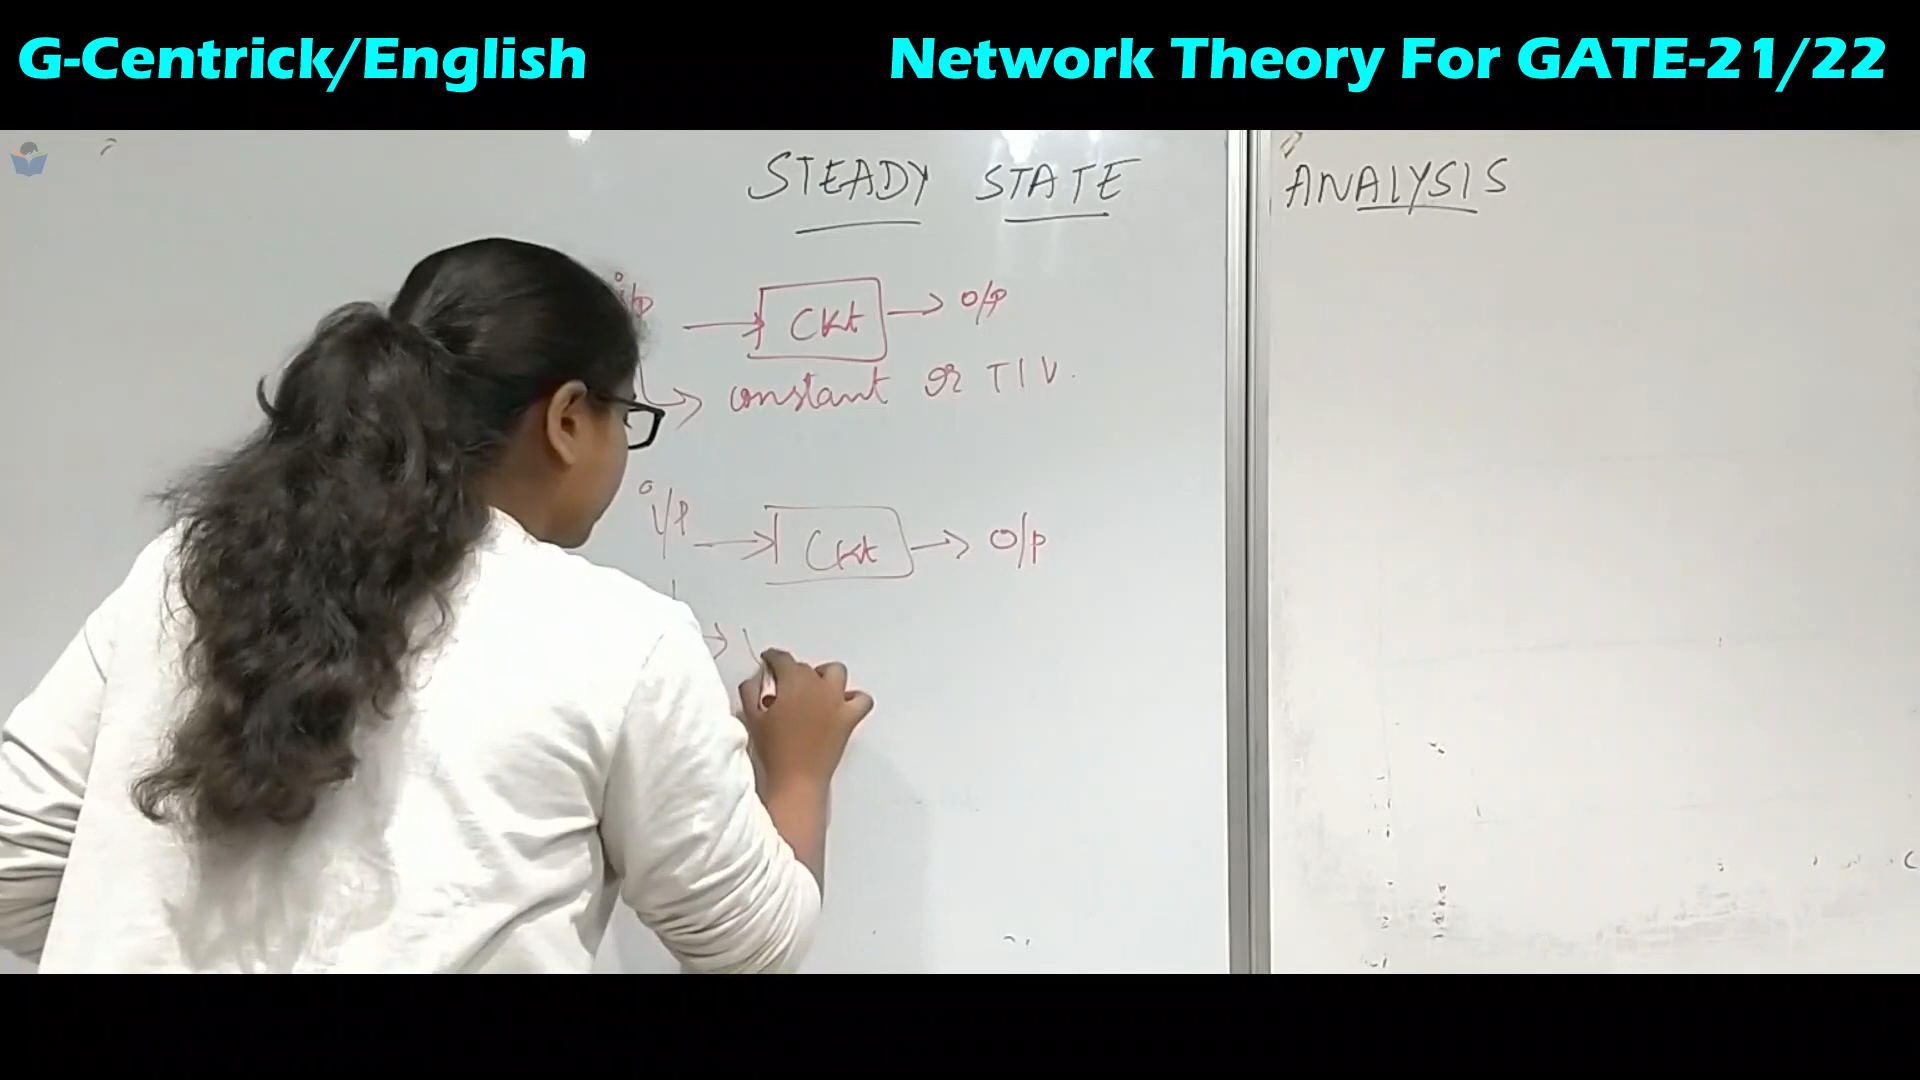 G-Centrick/English Network Theory For GATE-21/22
STEADY STATE ANALYSIS
i/p → Ckt → o/p
→ constant or TIV.
i/p → Ckt → O/p
→